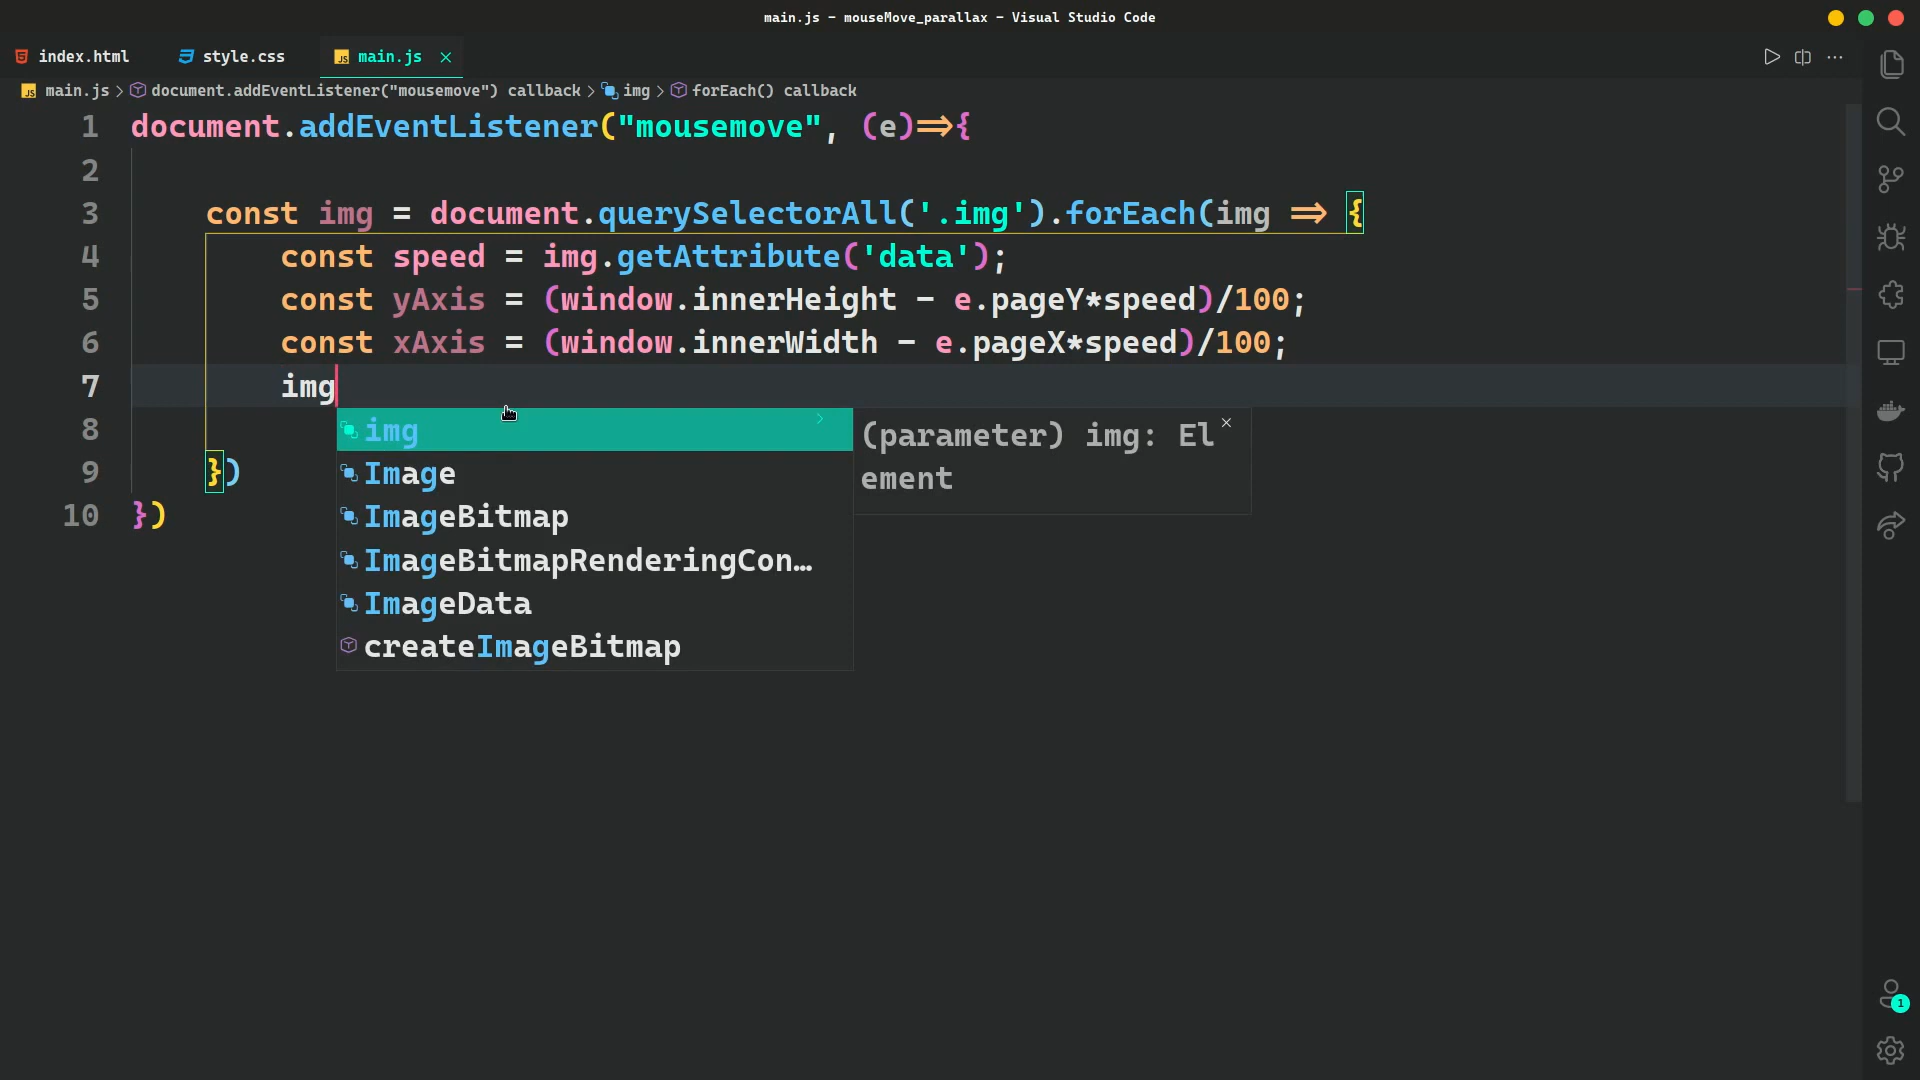 main.js - mouseMove_parallax - Visual Studio Code
index.html style.css JS main.js
JS main.js > document.addEventListener("mousemove") callback > img > forEach() callback
1 document.addEventListener("mousemove", (e)=>{
2
3 const img = document.querySelectorAll('.img').forEach(img => {
4 const speed = img.getAttribute('data');
5 const yAxis = (window.innerHeight - e.pageY*speed)/100;
6 const xAxis = (window.innerWidth - e.pageX*speed)/100;
7 img
8
9 })
10 })
img
Image
ImageBitmap
ImageBitmapRenderingCon…
ImageData
createImageBitmap
(parameter) img: El
ement
1